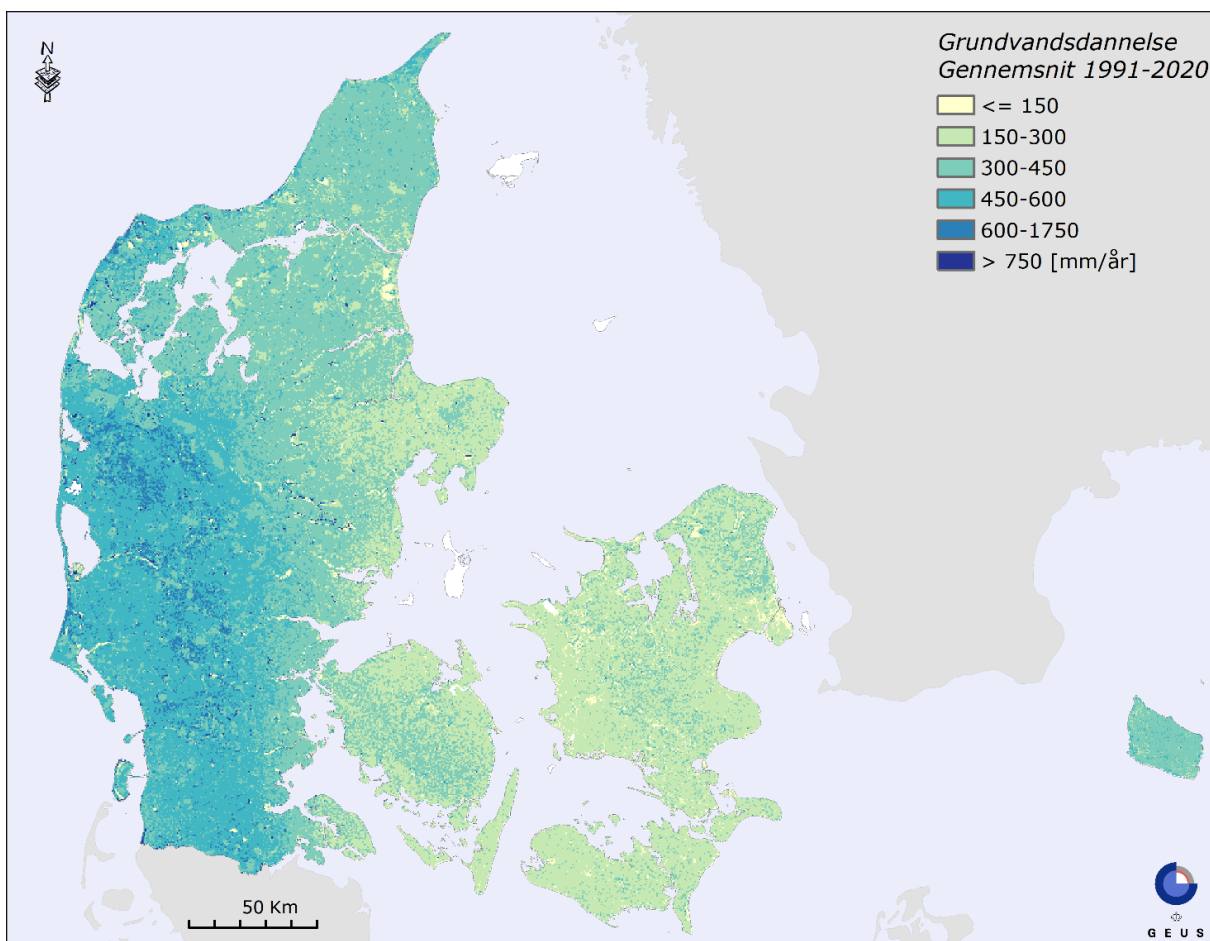 N
Grundvandsdannelse
Gennemsnit 1991-2020
<= 150
150-300
300-450
450-600
600-1750
> 750 [mm/år]
50 Km
GEUS